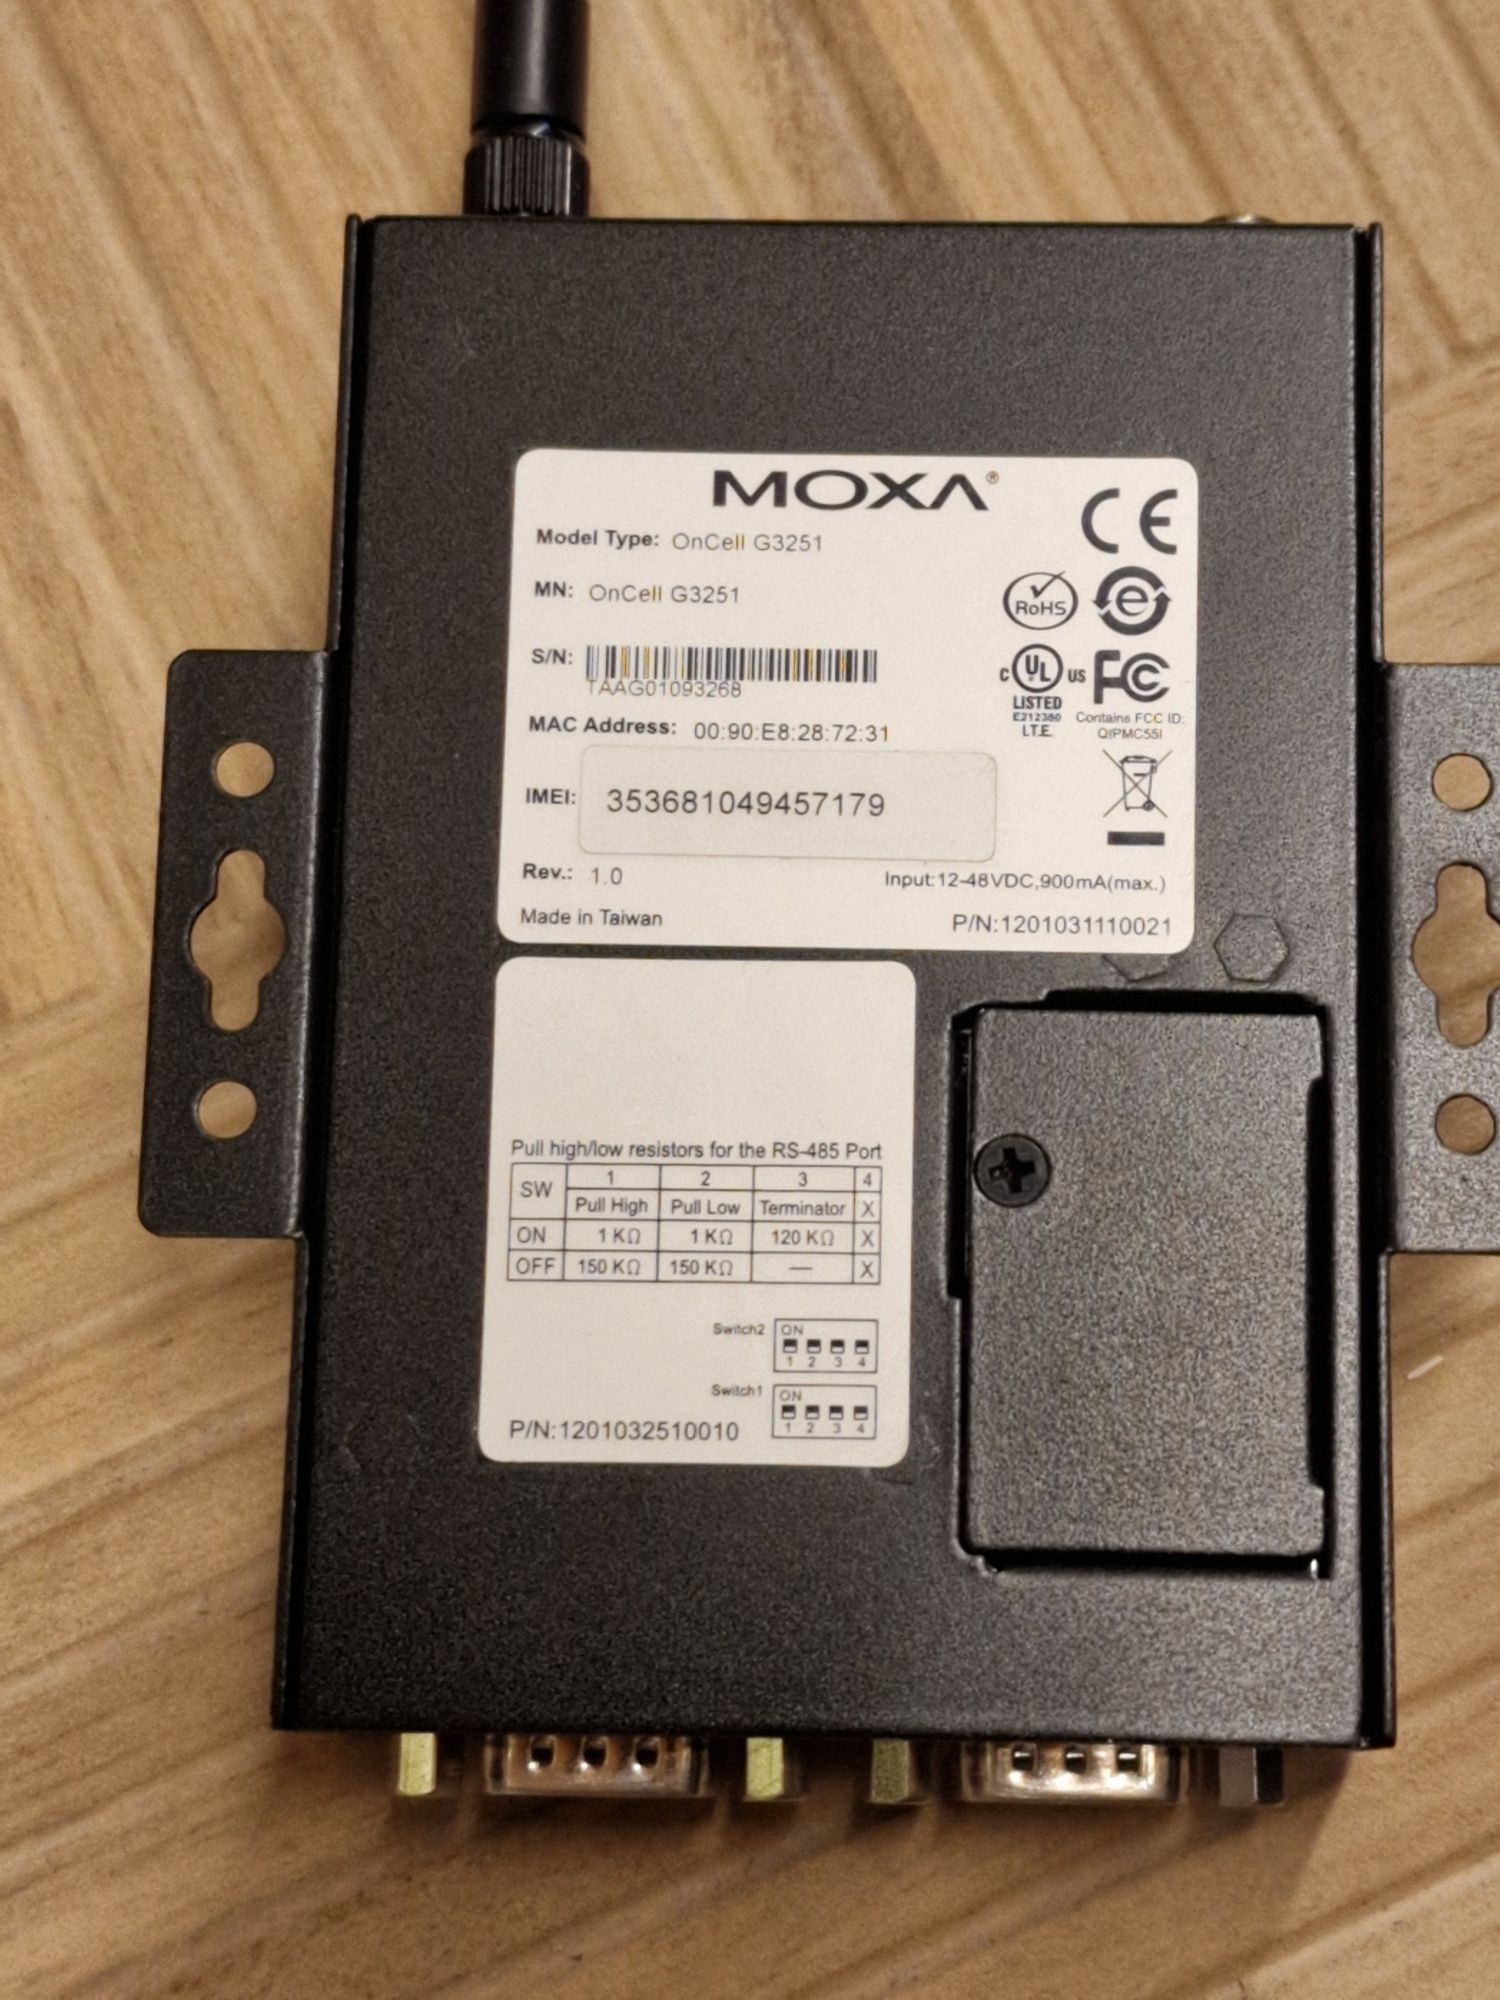 MOXA®
Model Type: OnCell G3251
CE
MN: OnCell G3251
RoHS
e
S/N:
TAAG01093268
C UL US
LISTED
E212360
I.T.E.
FC
Contains FCC ID:
QIPMC55I
MAC Address: 00:90:E8:28:72:31
IMEI: 353681049457179
Rev.: 1.0
Input:12-48VDC,900mA(max.)
Made in Taiwan
P/N:1201031110021
Pull high/low resistors for the RS-485 Port
SW 1 2 3 4
Pull High Pull Low Terminator X
ON 1 KΩ 1 KΩ 120 KΩ X
OFF 150 KΩ 150 KΩ — X
Switch2 ON
1 2 3 4
Switch1 ON
1 2 3 4
P/N:1201032510010